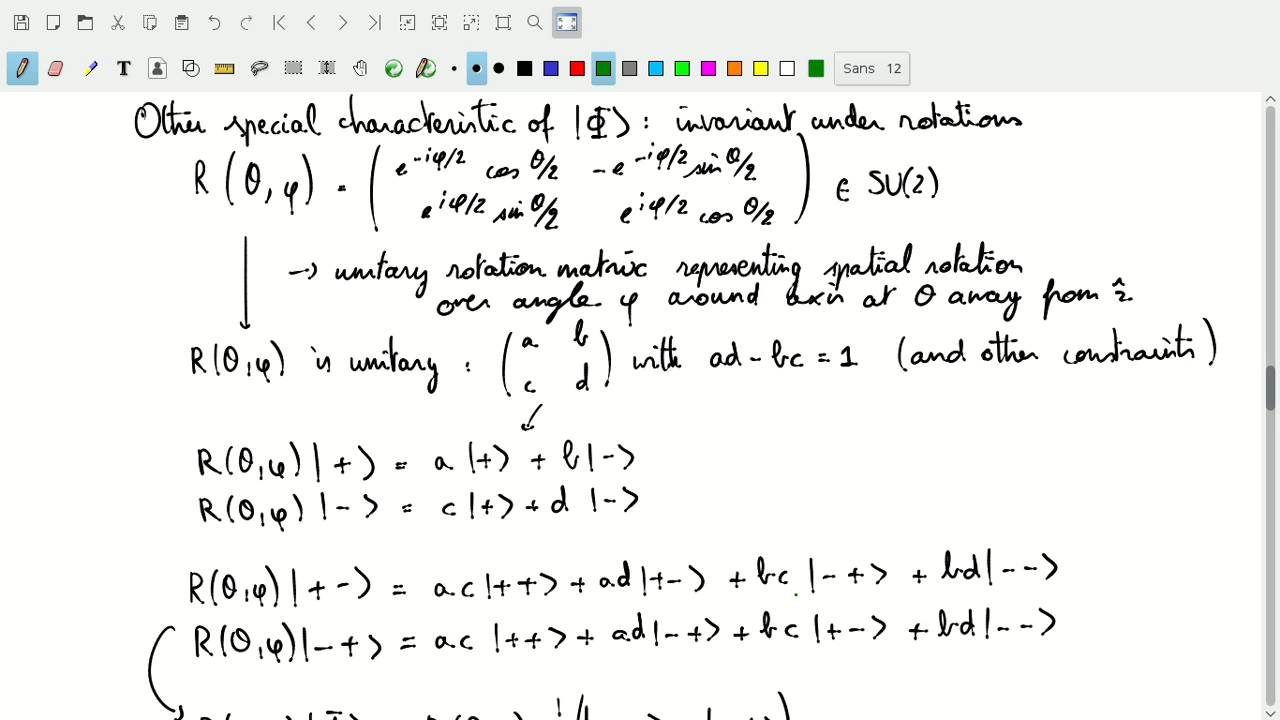 T
Sans 12
Other special characteristic of |Φ⟩ : invariant under rotations
R(θ,φ) = ( e^{-iφ/2} cos θ/2   -e^{-iφ/2} sin θ/2
e^{iφ/2} sin θ/2   e^{iφ/2} cos θ/2 ) ∈ SU(2)
→ unitary rotation matrix representing spatial rotation
over angle φ around axis at θ away from ẑ
R(θ,φ) is unitary : ( a b
c d ) with ad - bc = 1 (and other constraints)
R(θ,φ) |+⟩ = a |+⟩ + b |-⟩
R(θ,φ) |-⟩ = c |+⟩ + d |-⟩
R(θ,φ) |+-⟩ = ac |++⟩ + ad |+-⟩ + bc |-+⟩ + bd |--⟩
R(θ,φ) |-+⟩ = ac |++⟩ + ad |-+⟩ + bc |+-⟩ + bd |--⟩